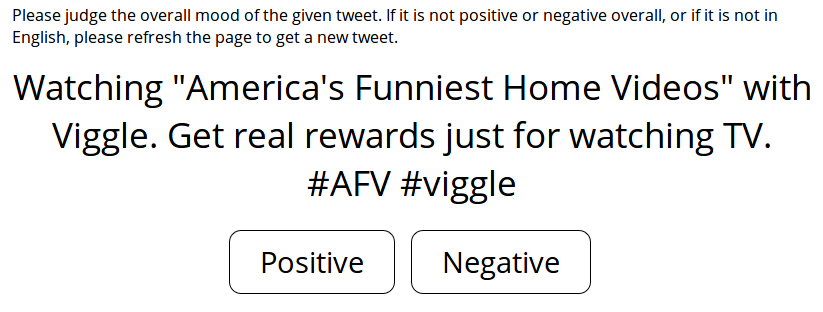 Please judge the overall mood of the given tweet. If it is not positive or negative overall, or if it is not in
English, please refresh the page to get a new tweet.
Watching "America's Funniest Home Videos" with
Viggle. Get real rewards just for watching TV.
#AFV #viggle
Positive Negative